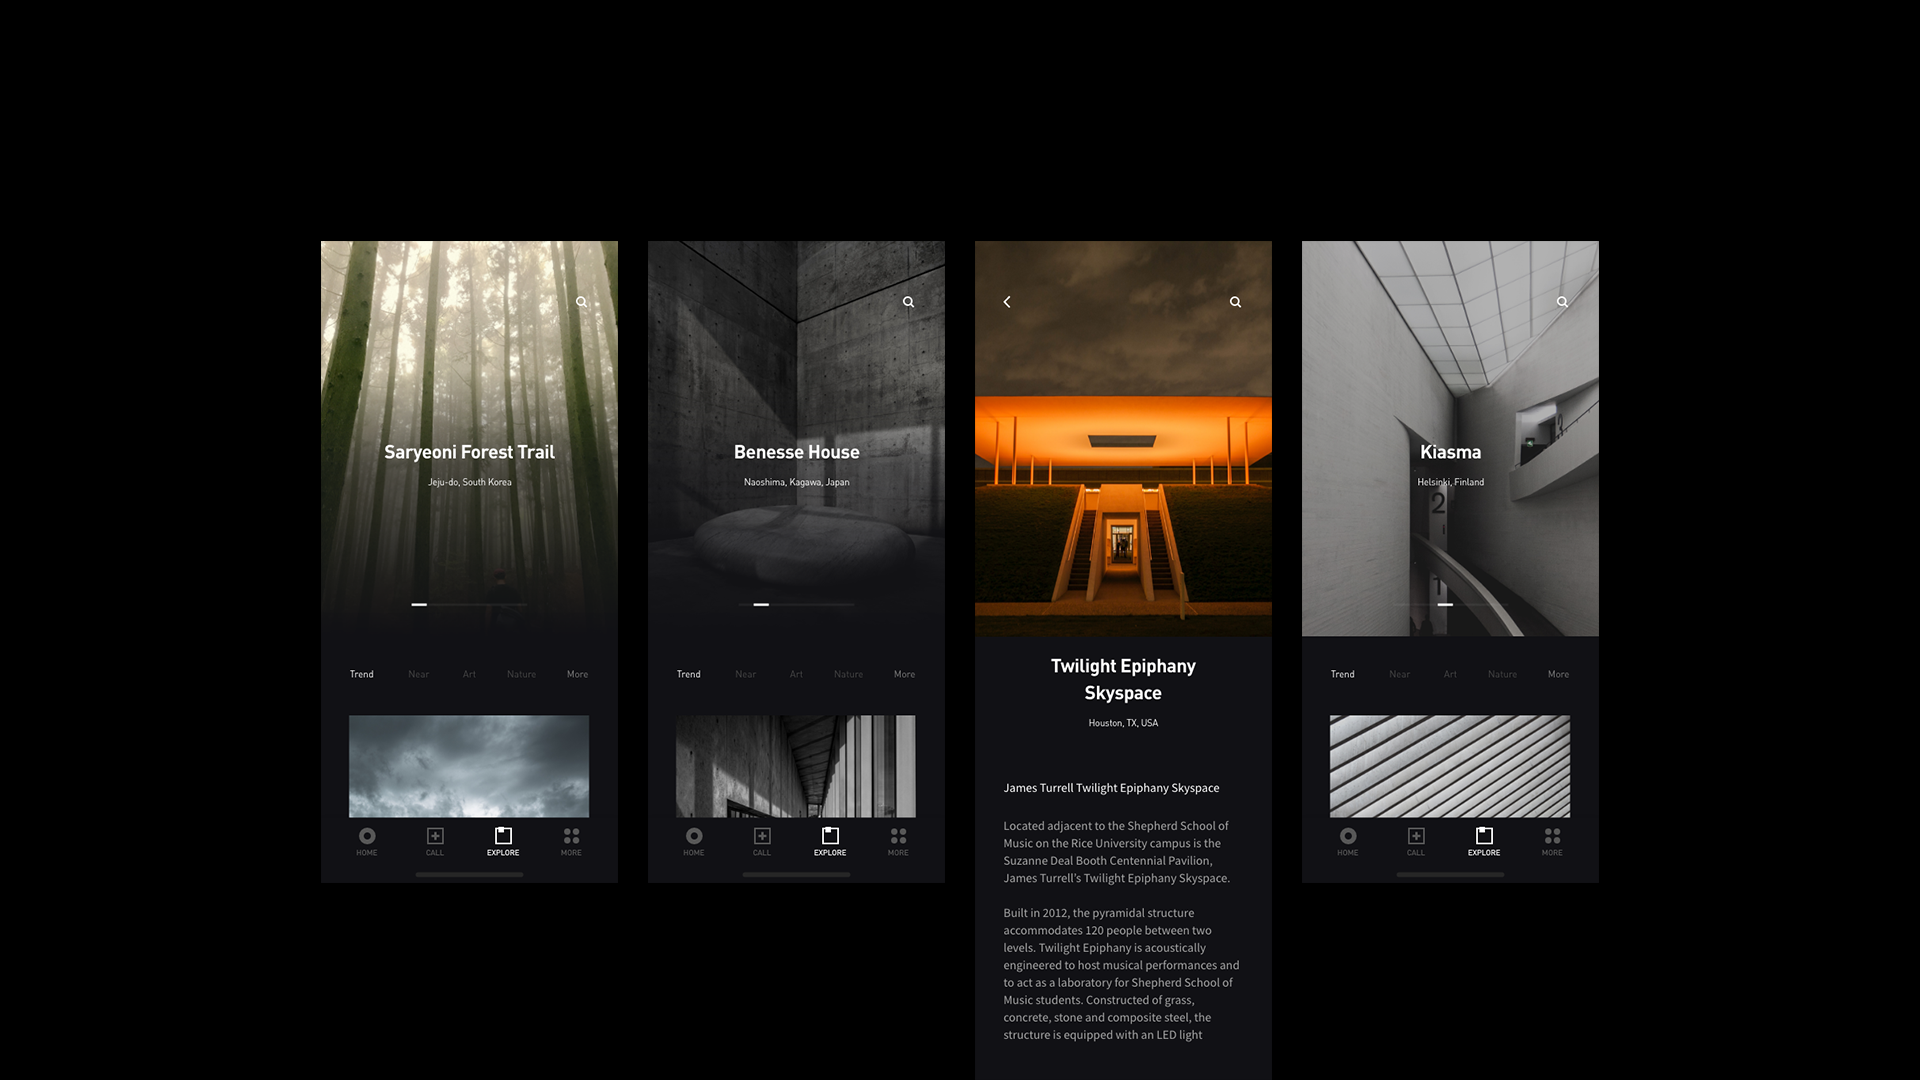 Saryeoni Forest Trail
Jeju-do, South Korea
Trend Near Art Nature More
HOME CALL EXPLORE MORE
Benesse House
Naoshima, Kagawa, Japan
Trend Near Art Nature More
HOME CALL EXPLORE MORE
Twilight Epiphany
Skyspace
Houston, TX, USA
James Turrell Twilight Epiphany Skyspace
Located adjacent to the Shepherd School of
Music on the Rice University campus is the
Suzanne Deal Booth Centennial Pavilion,
James Turrell's Twilight Epiphany Skyspace.
Built in 2012, the pyramidal structure
accommodates 120 people between two
levels. Twilight Epiphany is acoustically
engineered to host musical performances and
to act as a laboratory for Shepherd School of
Music students. Constructed of grass,
concrete, stone and composite steel, the
structure is equipped with an LED light
Kiasma
Helsinki, Finland
2
1
Trend Near Art Nature More
HOME CALL EXPLORE MORE